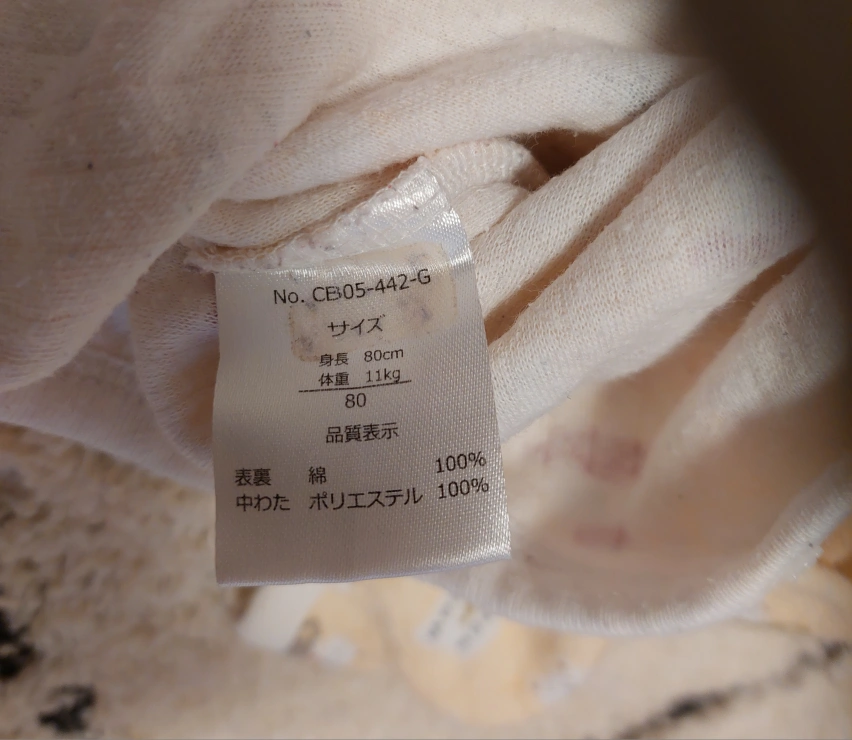 No. CB05-442-G
サイズ
身長 80cm
体重 11kg
80
品質表示
表裏 綿 100%
中わた ポリエステル 100%